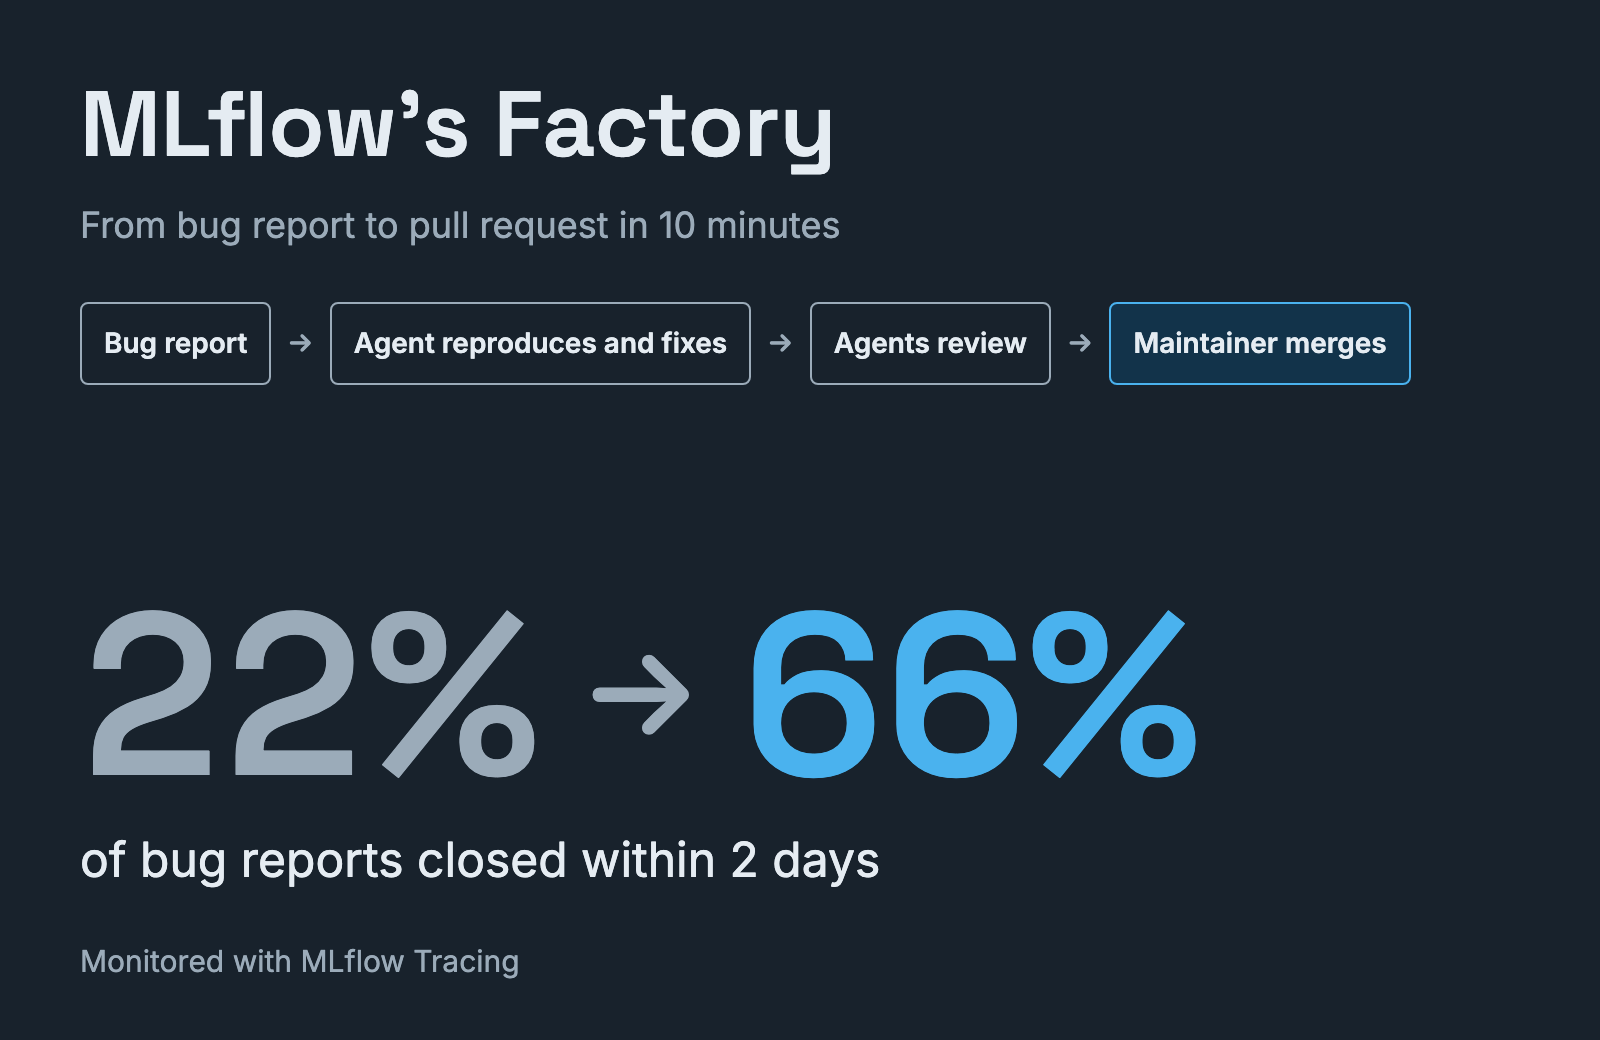 MLflow’s Factory
From bug report to pull request in 10 minutes
Bug report → Agent reproduces and fixes → Agents review → Maintainer merges
22% → 66%
of bug reports closed within 2 days
Monitored with MLflow Tracing